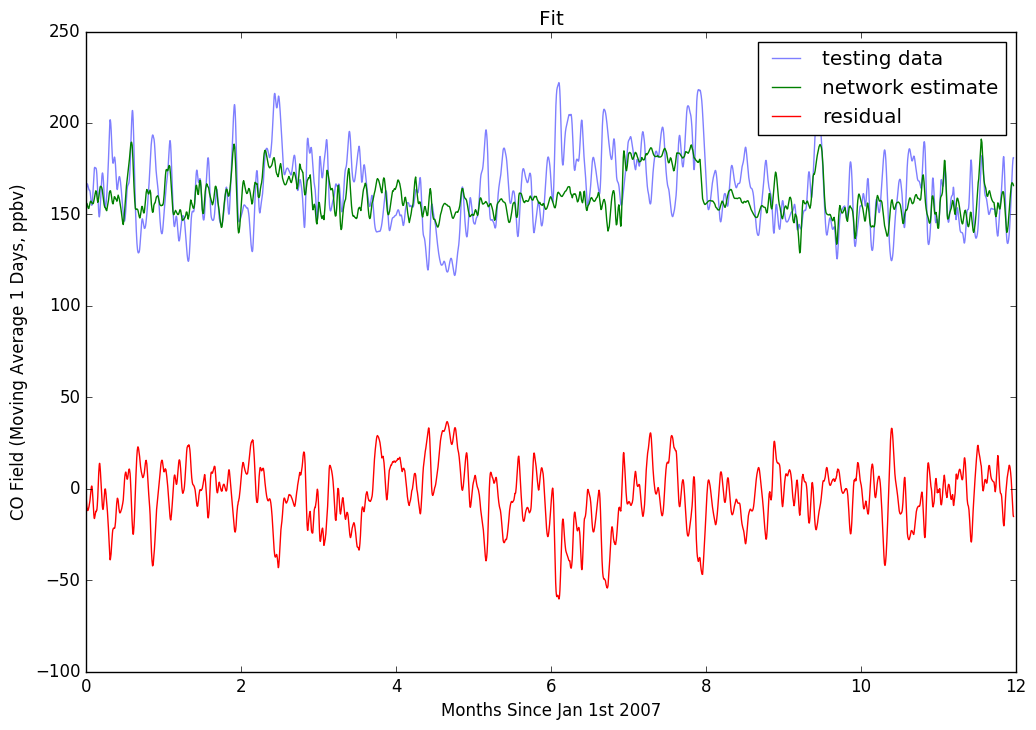 Fit
250
200
150
100
50
0
−50
−100
CO Field (Moving Average 1 Days, ppbv)
testing data
network estimate
residual
0 2 4 6 8 10 12
Months Since Jan 1st 2007